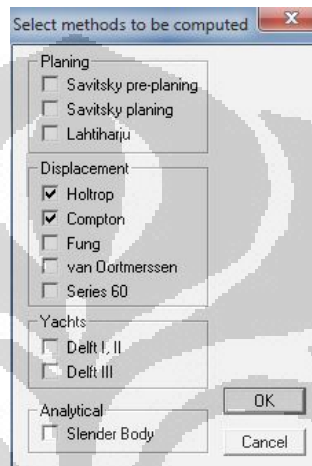 Select methods to be computed
Planing
Savitsky pre-planing
Savitsky planing
Lahtiharju
Displacement
Holtrop
Compton
Fung
van Oortmerssen
Series 60
Yachts
Delft I, II
Delft III
Analytical
Slender Body
OK
Cancel